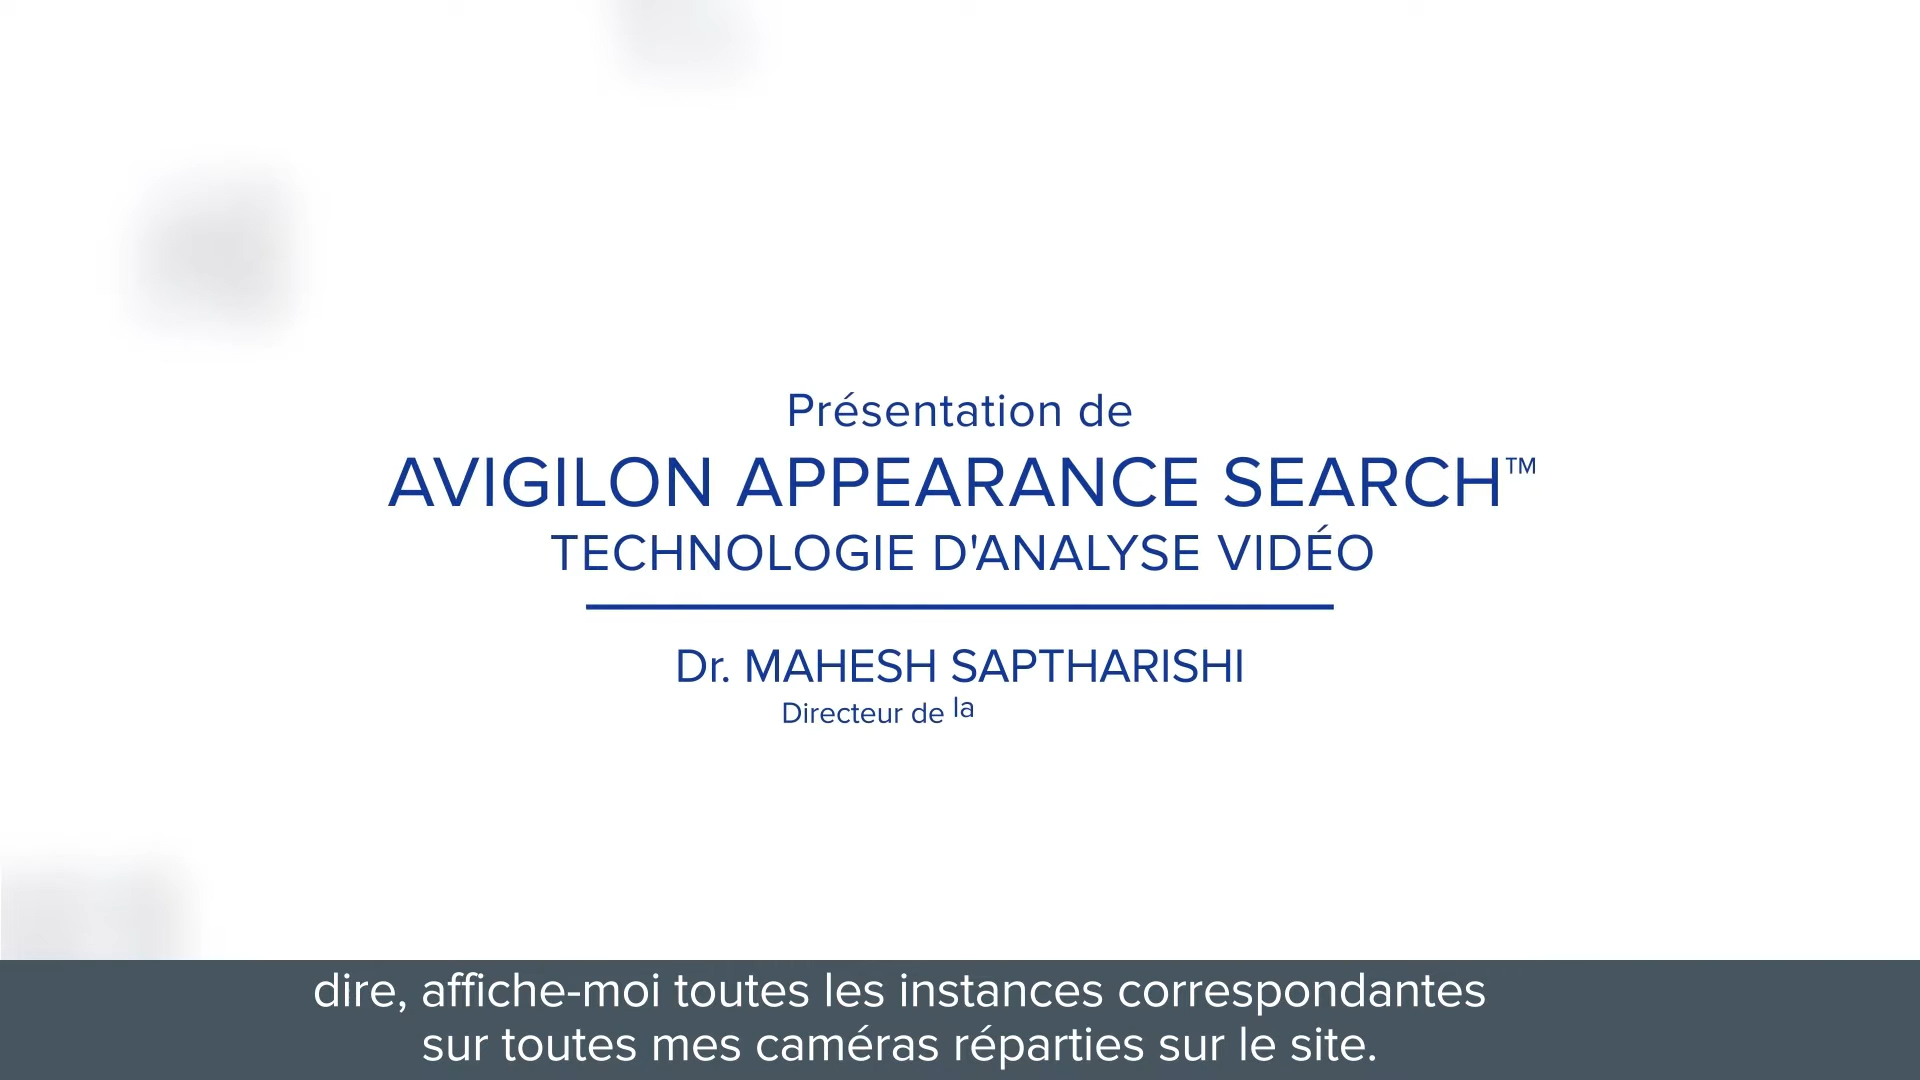 Présentation de
AVIGILON APPEARANCE SEARCH™
TECHNOLOGIE D'ANALYSE VIDÉO
Dr. MAHESH SAPTHARISHI
Directeur de la
dire, affiche-moi toutes les instances correspondantes
sur toutes mes caméras réparties sur le site.